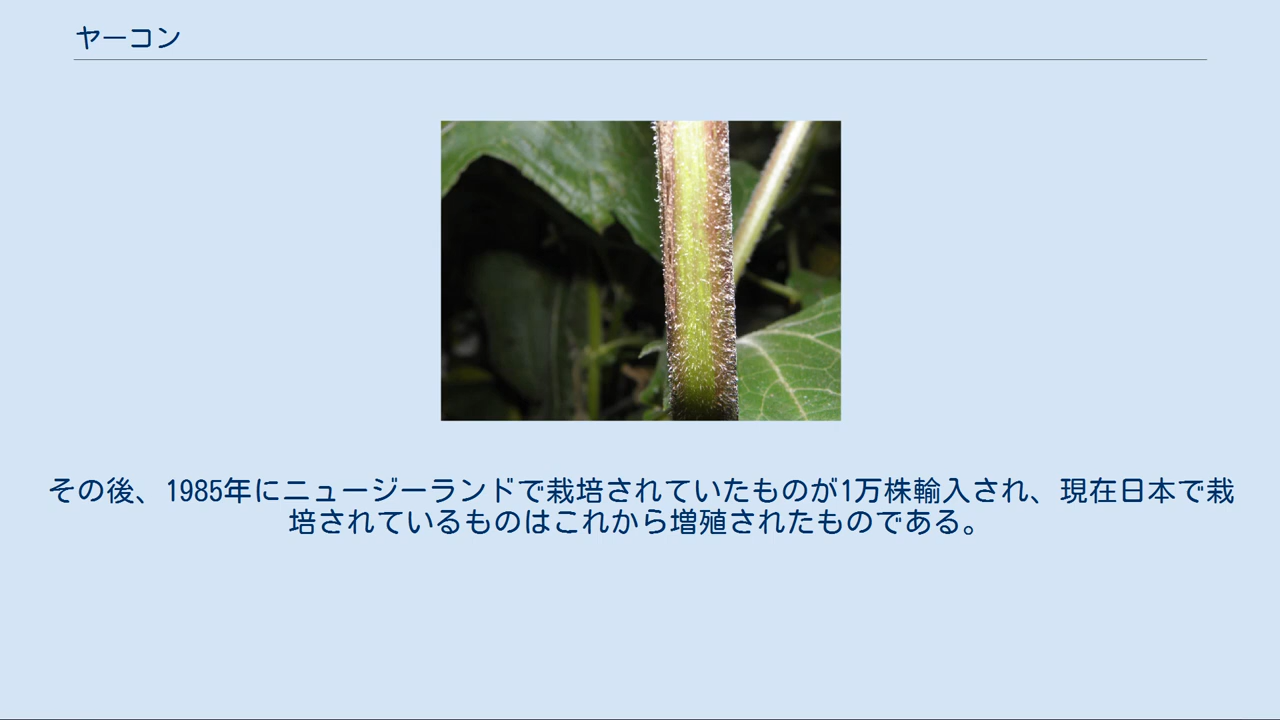 ヤーコン
その後、1985年にニュージーランドで栽培されていたものが1万株輸入され、現在日本で栽
培されているものはこれから増殖されたものである。